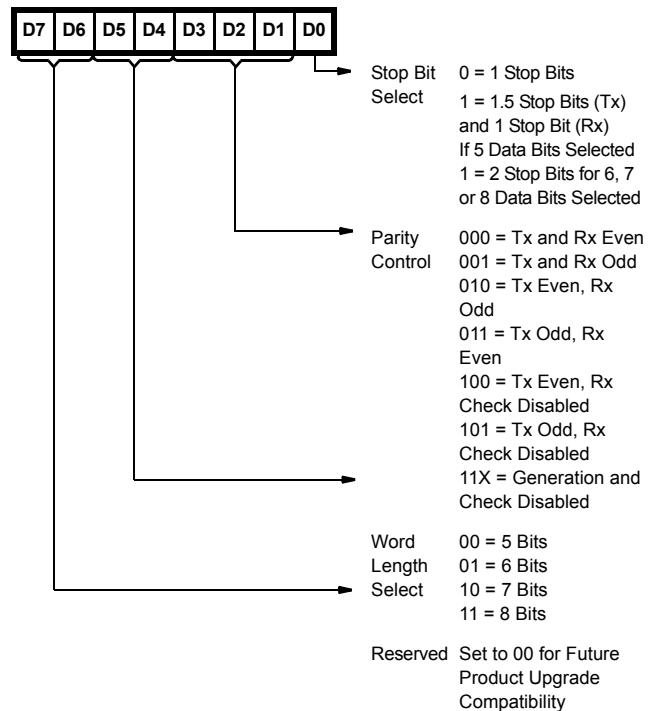 D7 D6 D5 D4 D3 D2 D1 D0
Stop Bit Select
0 = 1 Stop Bits
1 = 1.5 Stop Bits (Tx)
and 1 Stop Bit (Rx)
If 5 Data Bits Selected
1 = 2 Stop Bits for 6, 7
or 8 Data Bits Selected
Parity Control
000 = Tx and Rx Even
001 = Tx and Rx Odd
010 = Tx Even, Rx
Odd
011 = Tx Odd, Rx
Even
100 = Tx Even, Rx
Check Disabled
101 = Tx Odd, Rx
Check Disabled
11X = Generation and
Check Disabled
Word Length Select
00 = 5 Bits
01 = 6 Bits
10 = 7 Bits
11 = 8 Bits
Reserved
Set to 00 for Future
Product Upgrade
Compatibility